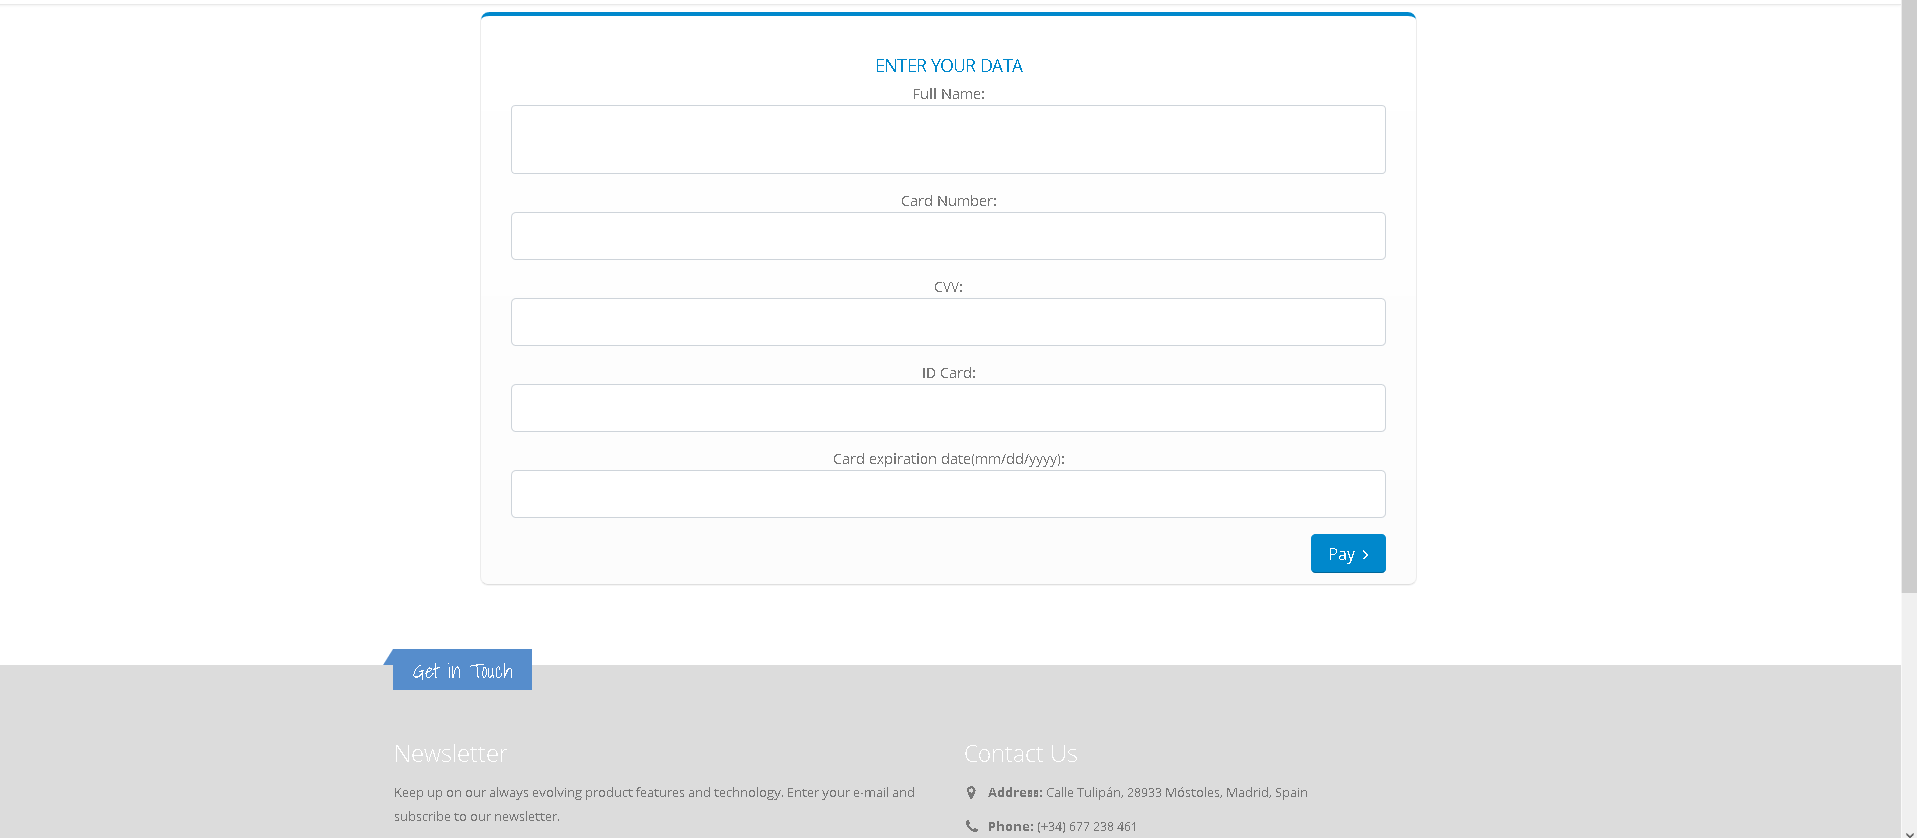 ENTER YOUR DATA
Full Name:
Card Number:
CVV:
ID Card:
Card expiration date(mm/dd/yyyy):
Pay
Get in Touch
Newsletter
Keep up on our always evolving product features and technology. Enter your e-mail and
subscribe to our newsletter.
Contact Us
Address: Calle Tulipán, 28933 Móstoles, Madrid, Spain
Phone: (+34) 677 238 461